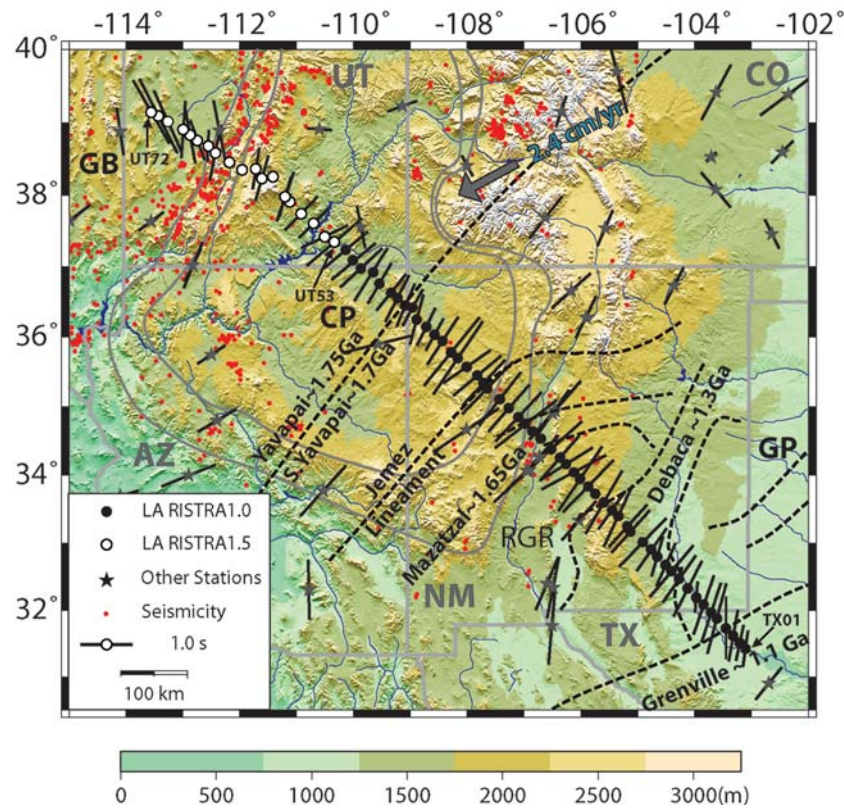 -114° -112° -110° -108° -106° -104° -102°
40°
38°
36°
34°
32°
UT
CO
GB
UT72
2.4 cm/yr
UT53
CP
Yavapai~1.75Ga
S.Yavapai~1.7Ga
Jemez
Lineament
Mazatzal~1.65Ga
Debaca ~1.3Ga
GP
AZ
RGR
NM
TX
TX01
Grenville ~1.1 Ga
LA RISTRA1.0
LA RISTRA1.5
Other Stations
Seismicity
1.0 s
100 km
0 500 1000 1500 2000 2500 3000(m)